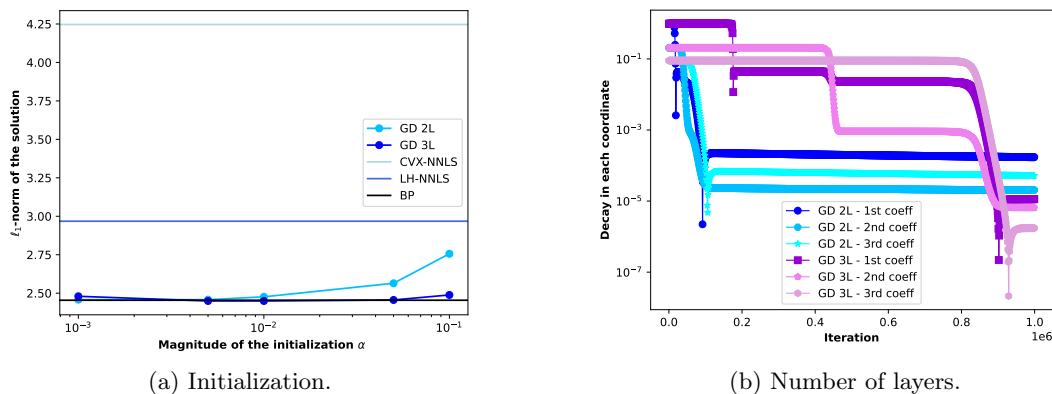 4.25
4.00
3.75
3.50
3.25
3.00
2.75
2.50
ℓ1-norm of the solution
GD 2L
GD 3L
CVX-NNLS
LH-NNLS
BP
10⁻³
10⁻²
10⁻¹
Magnitude of the initialization α
(a) Initialization.
10⁻¹
10⁻³
10⁻⁵
10⁻⁷
Decay in each coordinate
GD 2L - 1st coeff
GD 2L - 2nd coeff
GD 2L - 3rd coeff
GD 3L - 1st coeff
GD 3L - 2nd coeff
GD 3L - 3rd coeff
0.0 0.2 0.4 0.6 0.8 1.0
1e6
Iteration
(b) Number of layers.